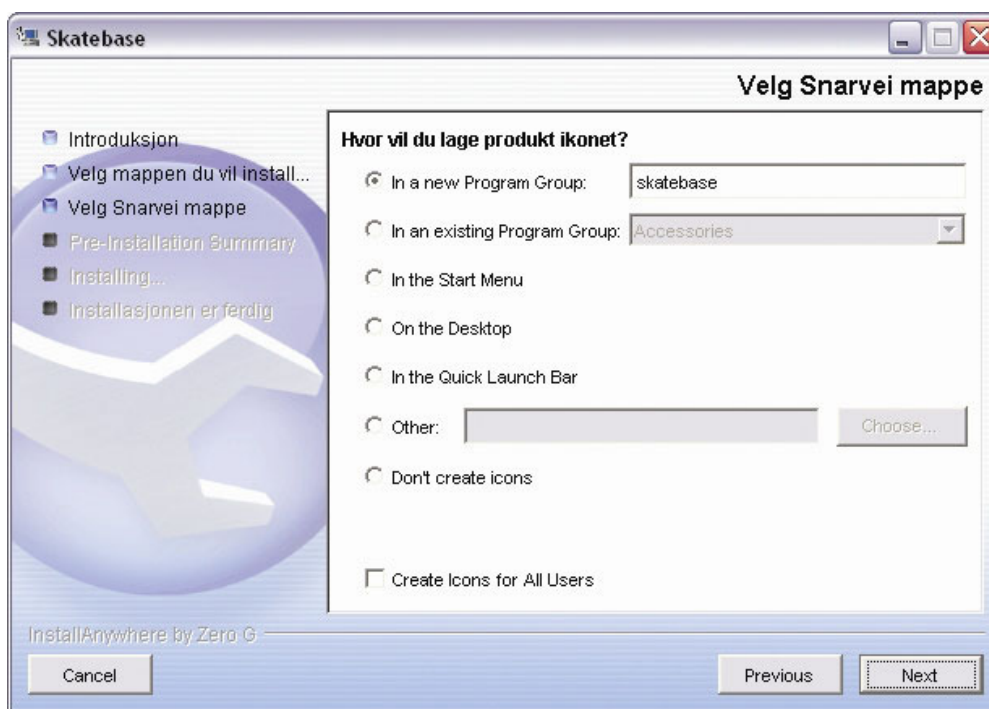 Skatebase
Velg Snarvei mappe
Introduksjon
Velg mappen du vil install...
Velg Snarvei mappe
Pre-Installation Summary
Installing...
Installasjonen er ferdig
Hvor vil du lage produkt ikonet?
In a new Program Group: skatebase
In an existing Program Group: Accessories
In the Start Menu
On the Desktop
In the Quick Launch Bar
Other: Choose...
Don't create icons
Create Icons for All Users
InstallAnywhere by Zero G
Cancel Previous Next